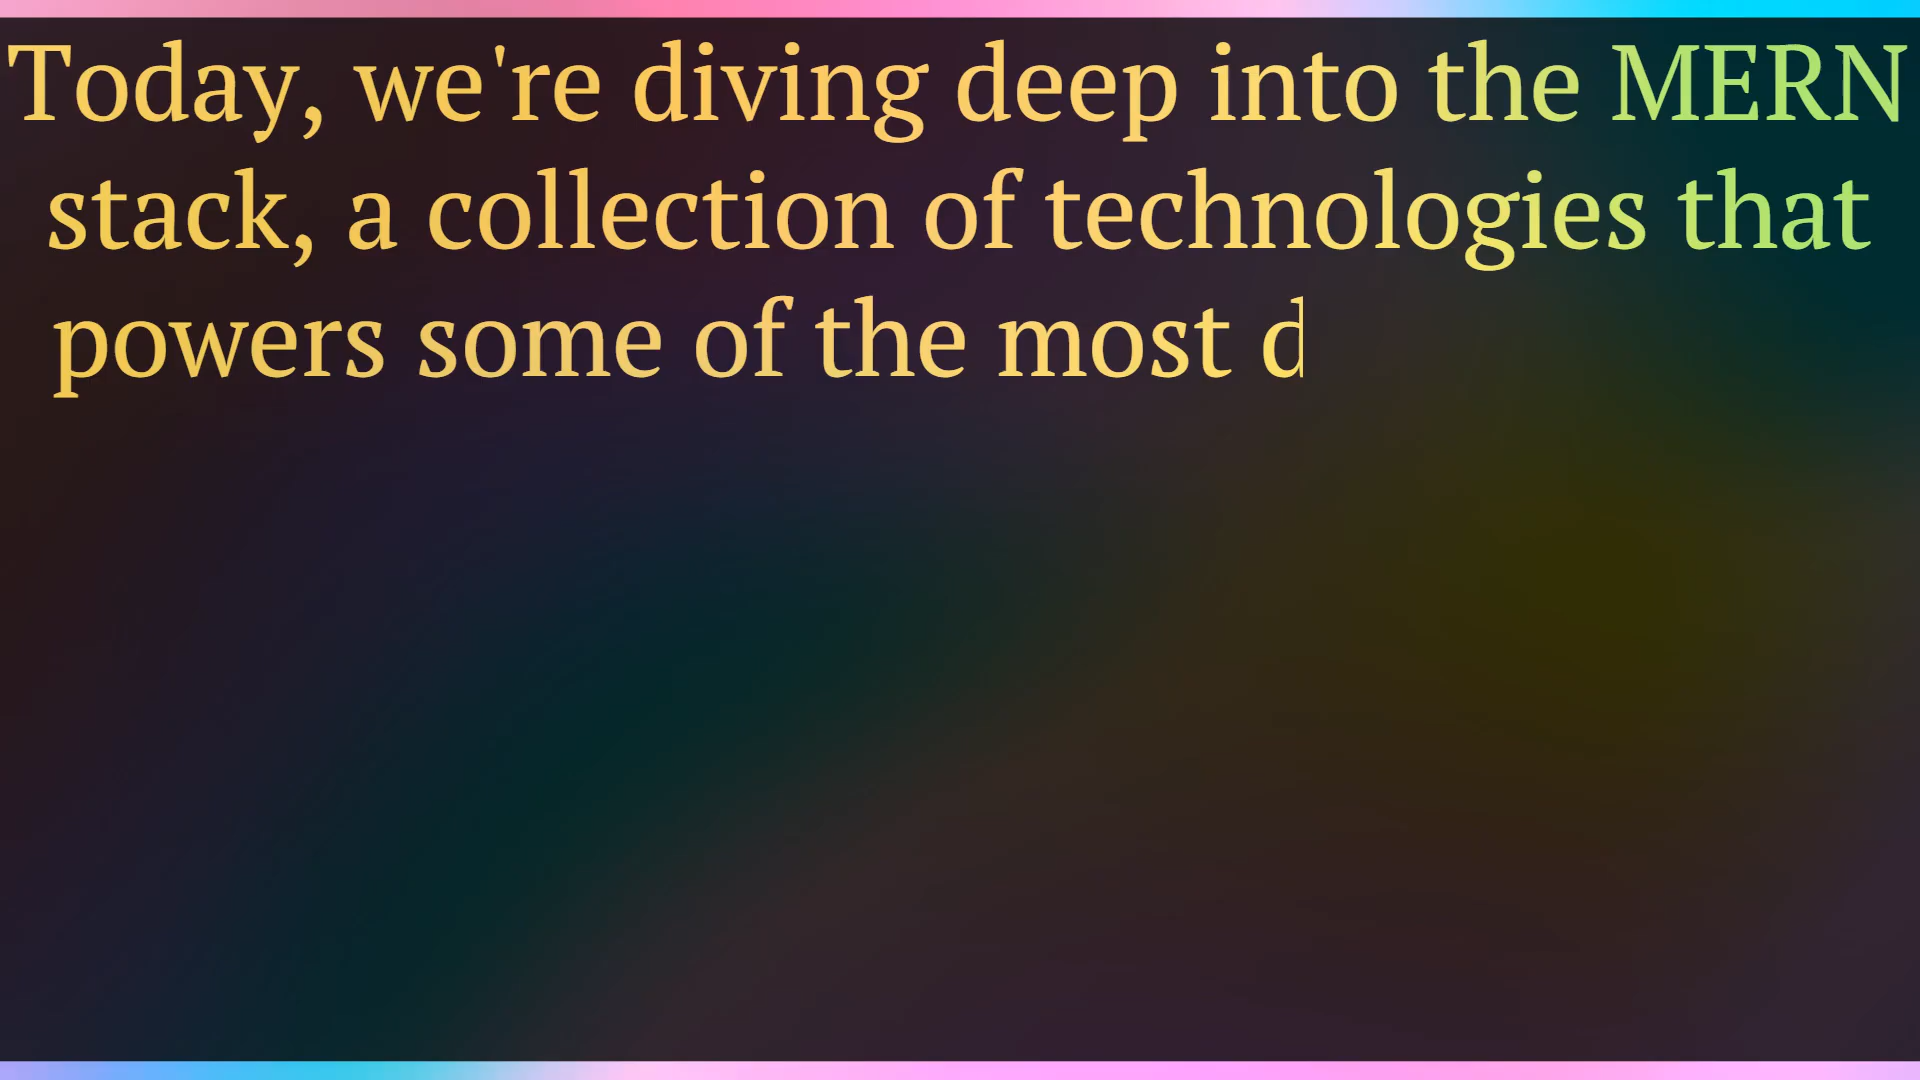 Today, we're diving deep into the MERN
stack, a collection of technologies that
powers some of the most d